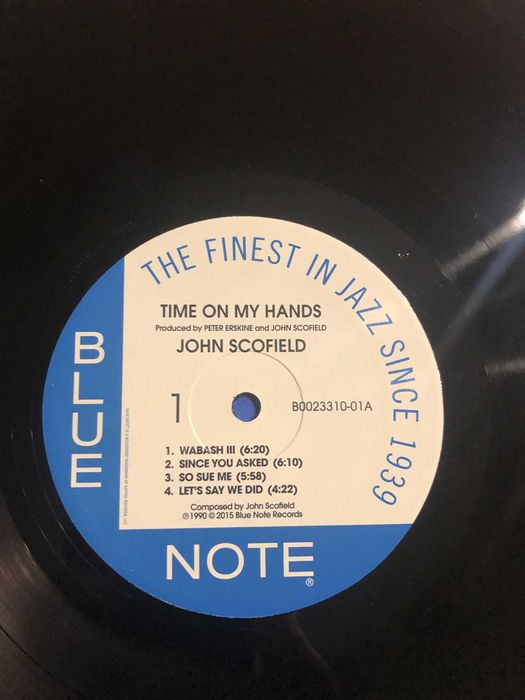 THE FINEST IN JAZZ SINCE 1939
TIME ON MY HANDS
Produced by PETER ERSKINE and JOHN SCOFIELD
JOHN SCOFIELD
1
B0023310-01A
1. WABASH III (6:20)
2. SINCE YOU ASKED (6:10)
3. SO SUE ME (5:58)
4. LET'S SAY WE DID (4:22)
Composed by John Scofield
℗ 1990 © 2015 Blue Note Records
BLUE
NOTE®